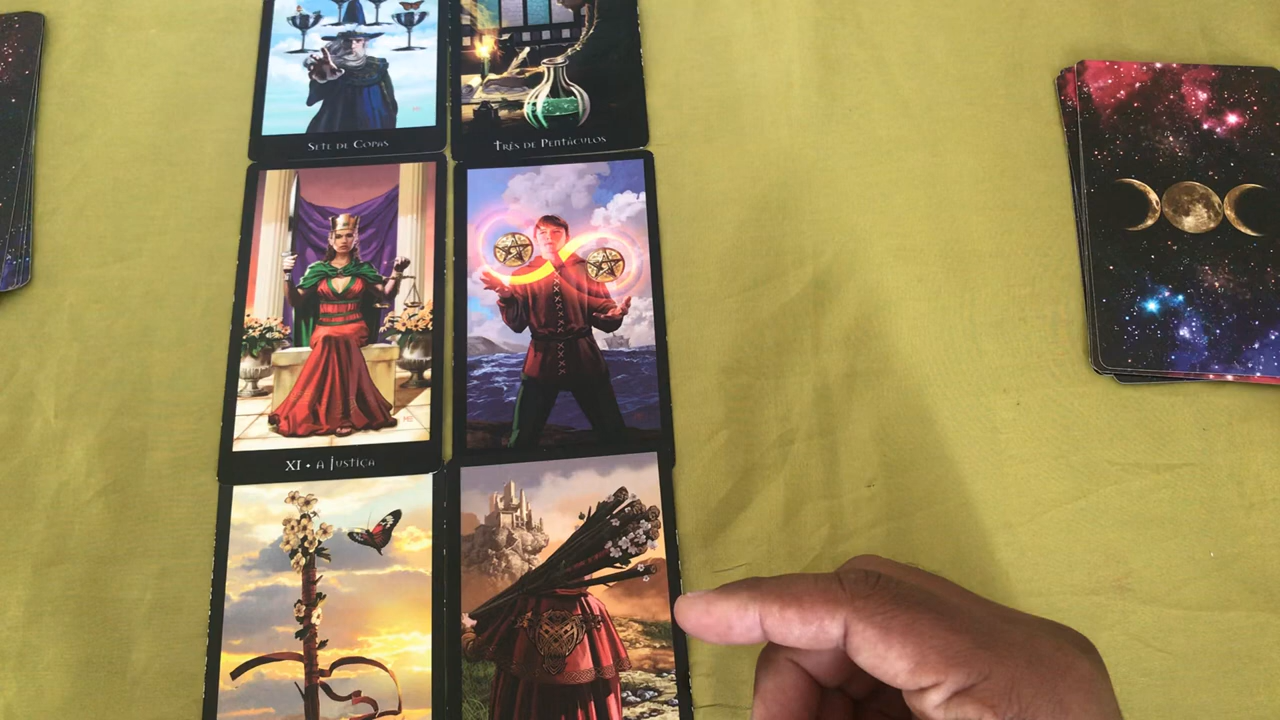 Sete de Copas
Três de Pentáculos
XI • A Justiça